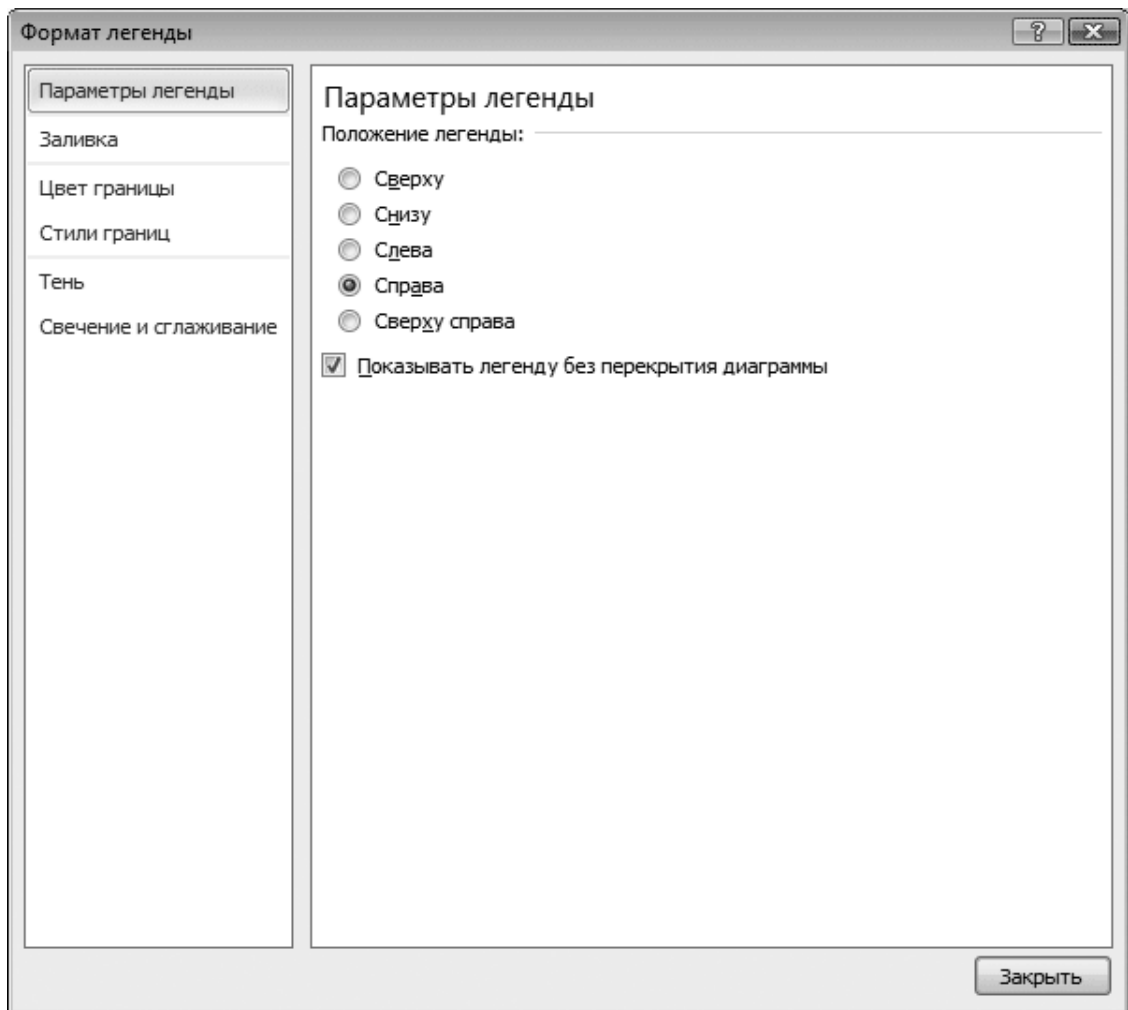 Формат легенды
Параметры легенды
Заливка
Цвет границы
Стили границ
Тень
Свечение и сглаживание
Параметры легенды
Положение легенды:
Сверху
Снизу
Слева
Справа
Сверху справа
Показывать легенду без перекрытия диаграммы
Закрыть